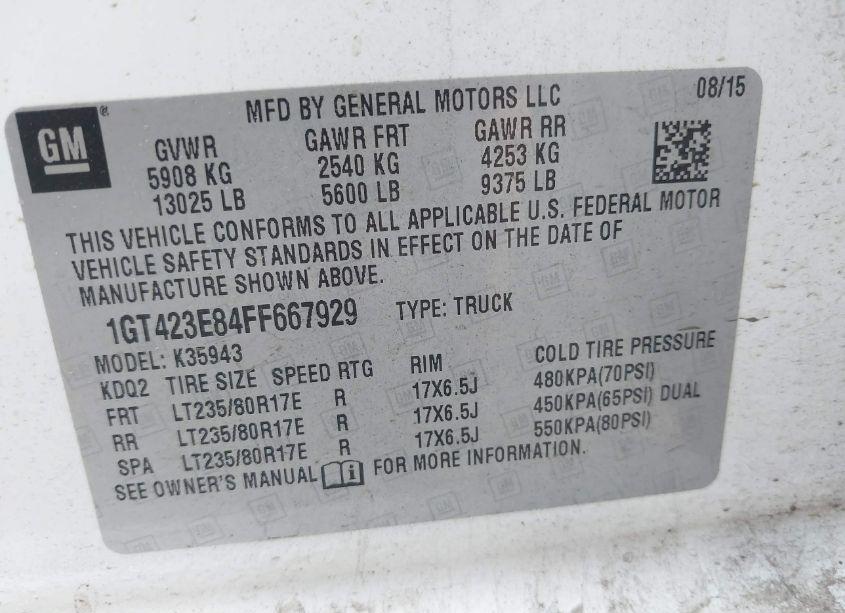 GM®
MFD BY GENERAL MOTORS LLC 08/15
GVWR GAWR FRT GAWR RR
5908 KG 2540 KG 4253 KG
13025 LB 5600 LB 9375 LB
THIS VEHICLE CONFORMS TO ALL APPLICABLE U.S. FEDERAL MOTOR
VEHICLE SAFETY STANDARDS IN EFFECT ON THE DATE OF
MANUFACTURE SHOWN ABOVE.
1GT423E84FF667929 TYPE: TRUCK
MODEL: K35943
KDQ2 TIRE SIZE SPEED RTG RIM COLD TIRE PRESSURE
FRT LT235/80R17E R 17X6.5J 480KPA(70PSI)
RR LT235/80R17E R 17X6.5J 450KPA(65PSI) DUAL
SPA LT235/80R17E R 17X6.5J 550KPA(80PSI)
SEE OWNER'S MANUAL FOR MORE INFORMATION.